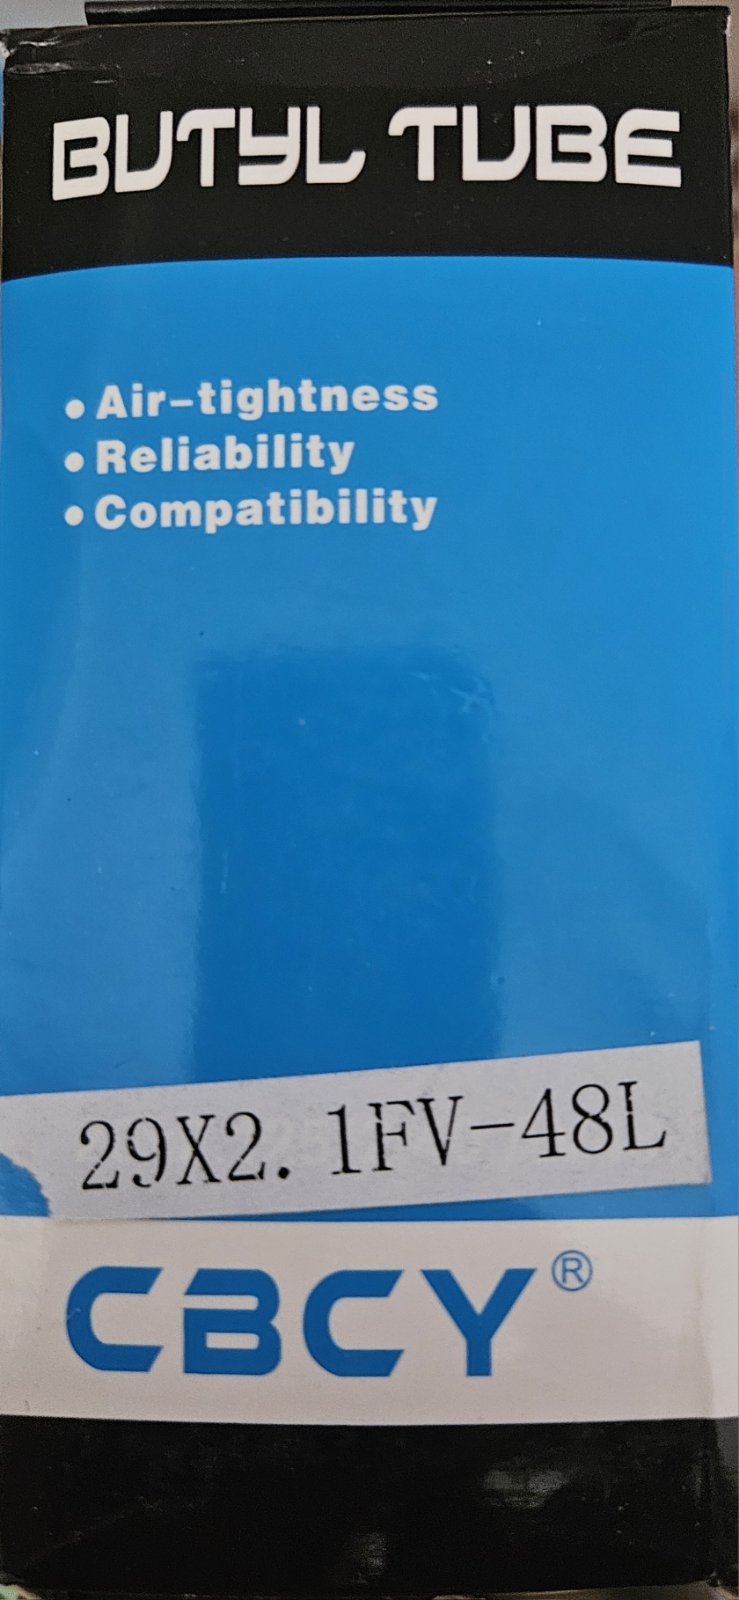 BUTYL TUBE
• Air-tightness
• Reliability
• Compatibility
29X2. 1FV-48L
CBCY®